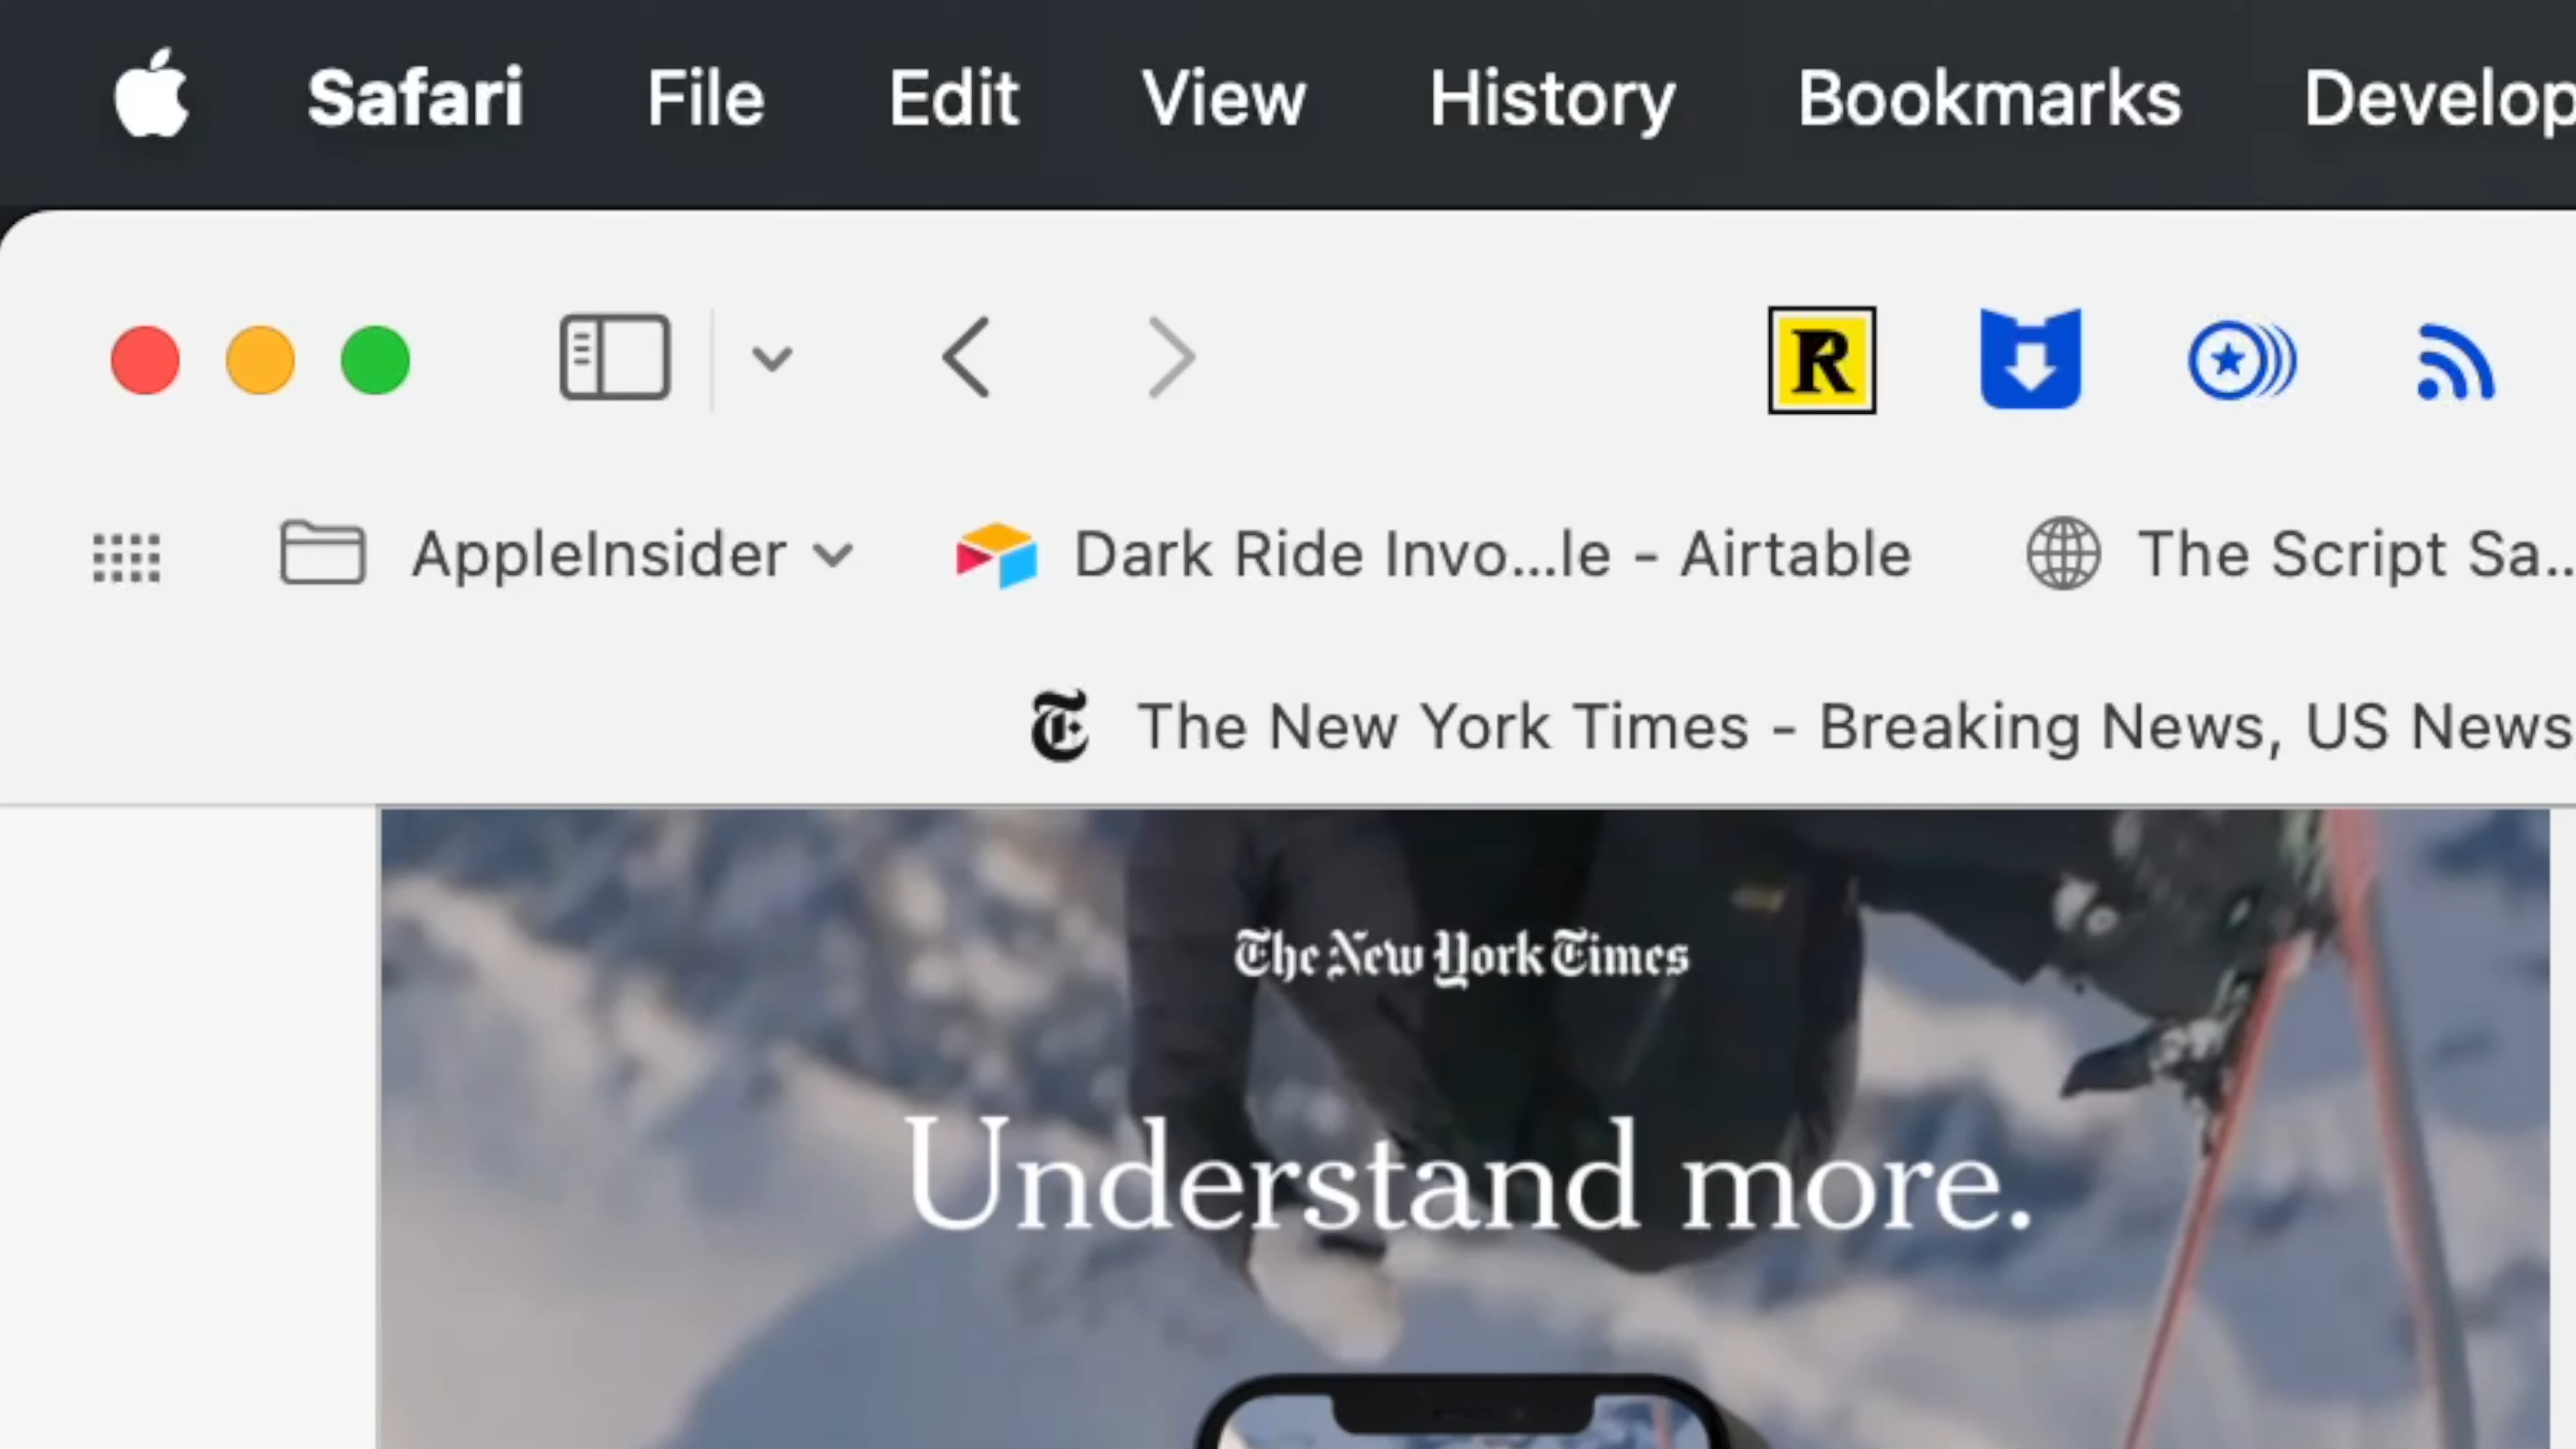 Safari File Edit View History Bookmarks Develop
R
AppleInsider Dark Ride Invo...le - Airtable The Script Sa..
T The New York Times - Breaking News, US News,
The New York Times
Understand more.